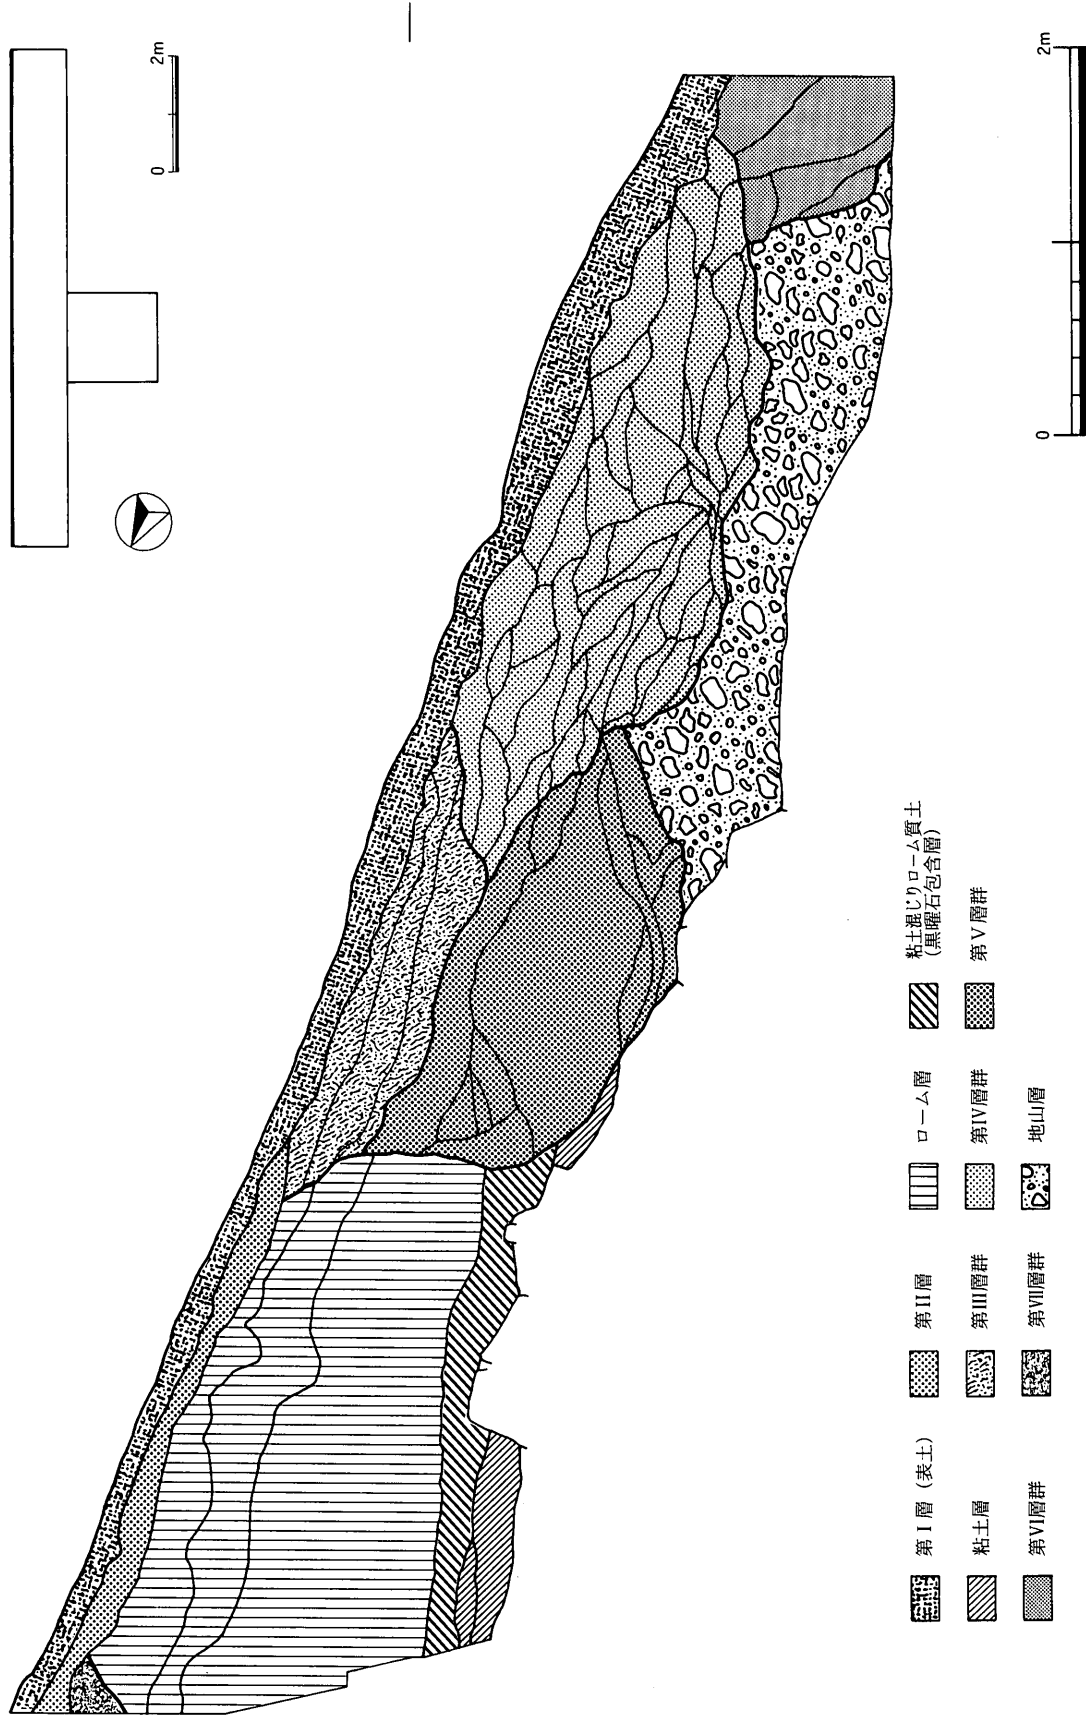 0 2m
0 2m
第Ⅰ層（表土）
第Ⅱ層
ローム層
粘土混じりローム質土
(黒曜石包含層)
粘土層
第Ⅲ層群
第Ⅳ層群
第Ⅴ層群
第Ⅵ層群
第Ⅶ層群
地山層